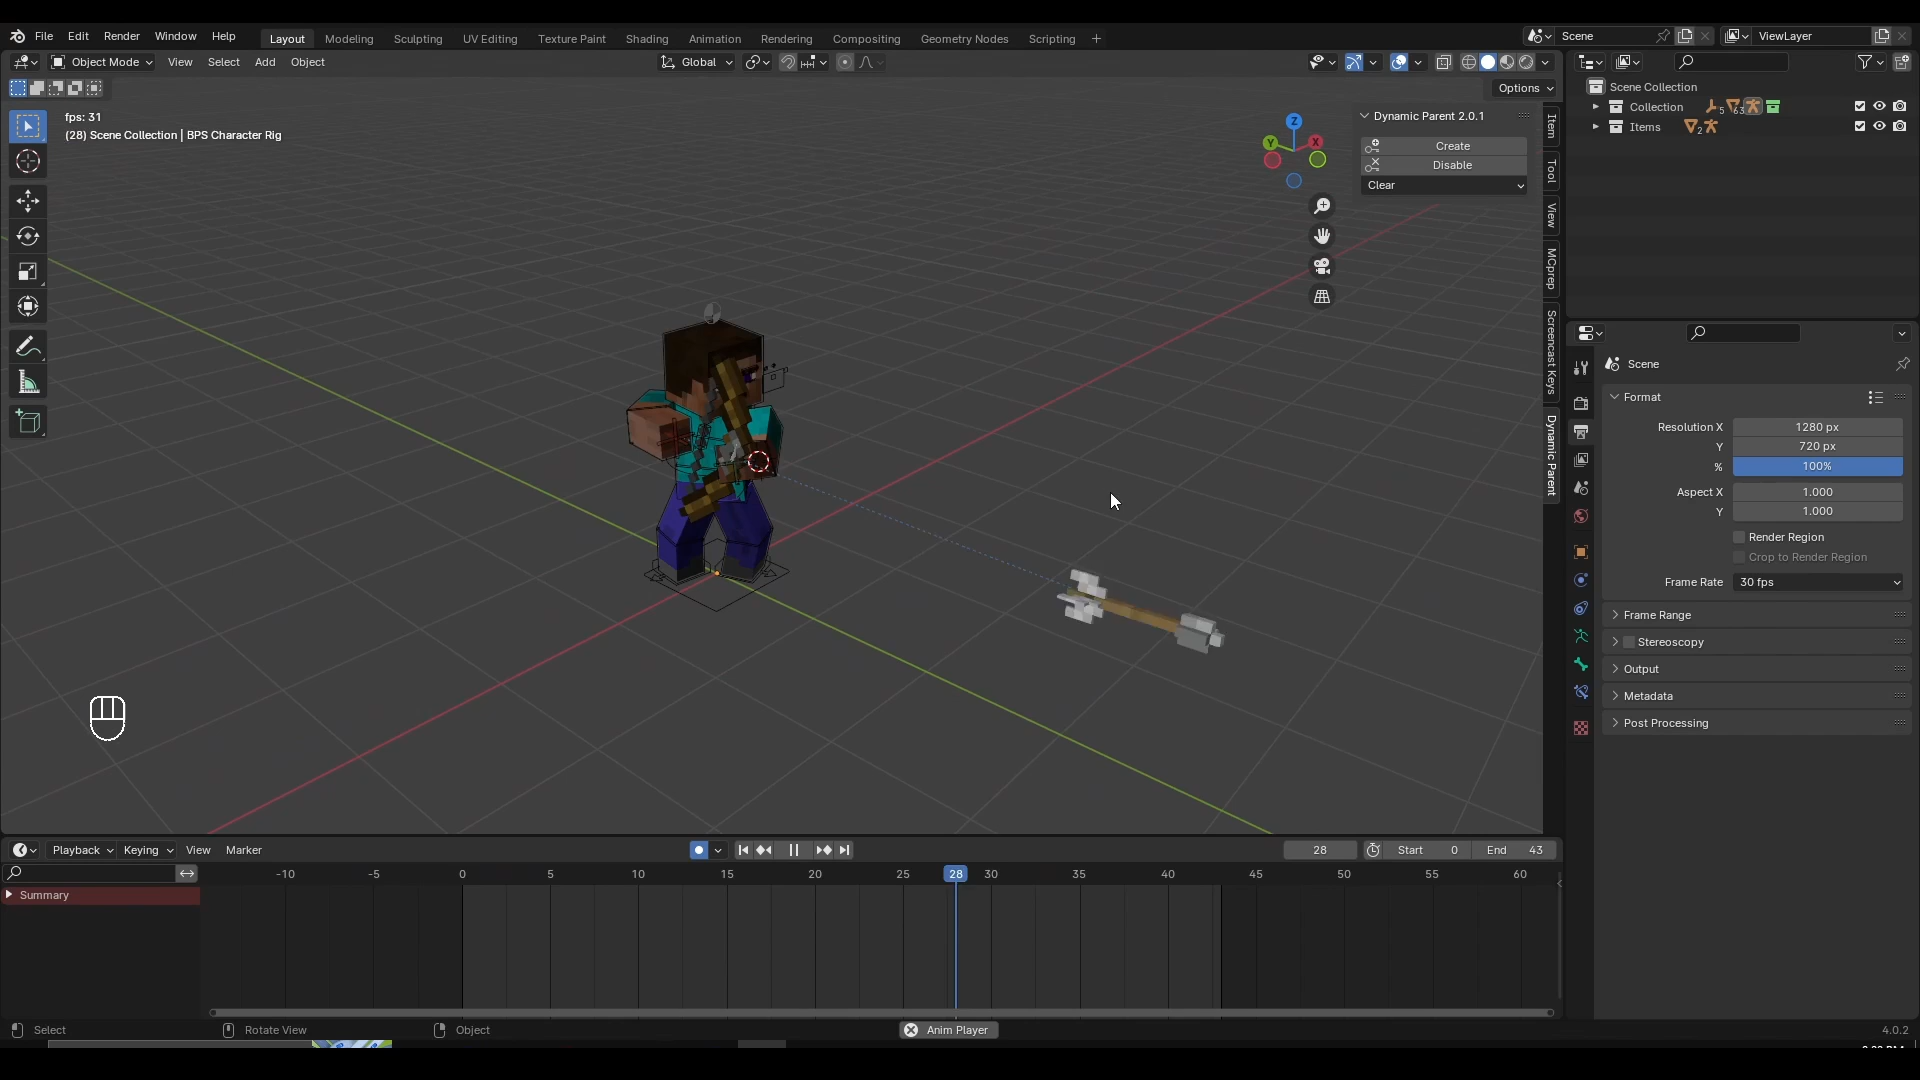 File Edit Render Window Help Layout Modeling Sculpting UV Editing Texture Paint Shading Animation Rendering Compositing Geometry Nodes Scripting + Scene ViewLayer
Object Mode View Select Add Object Global
Options
fps: 31
(28) Scene Collection | BPS Character Rig
Z
Y
X
Dynamic Parent 2.0.1
Create
Disable
Clear
Item
Tool
View
MCprep
Screencast Keys
Dynamic Parent
Scene Collection
Collection 5 63
Items 2
Scene
Format
Resolution X 1280 px
Y 720 px
% 100%
Aspect X 1.000
Y 1.000
Render Region
Crop to Render Region
Frame Rate 30 fps
Frame Range
Stereoscopy
Output
Metadata
Post Processing
Playback Keying View Marker 28 Start 0 End 43
-10 -5 0 5 10 15 20 25 28 30 35 40 45 50 55 60
Summary
Select Rotate View Object Anim Player 4.0.2